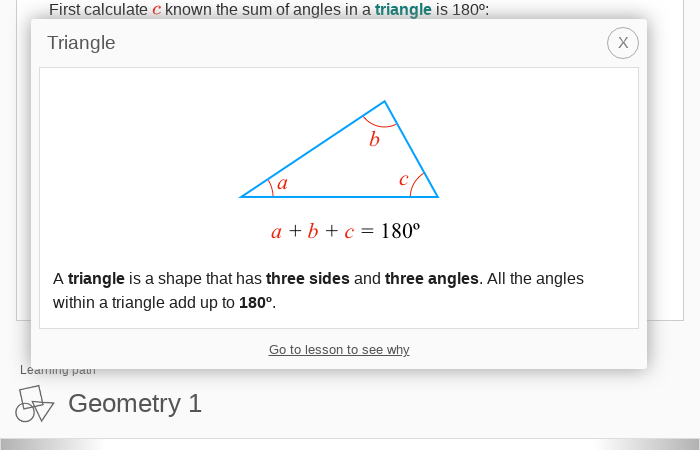 First calculate c known the sum of angles in a triangle is 180º:
Triangle
X
b
a
c
a + b + c = 180º
A triangle is a shape that has three sides and three angles. All the angles
within a triangle add up to 180º.
Go to lesson to see why
Learning path
Geometry 1